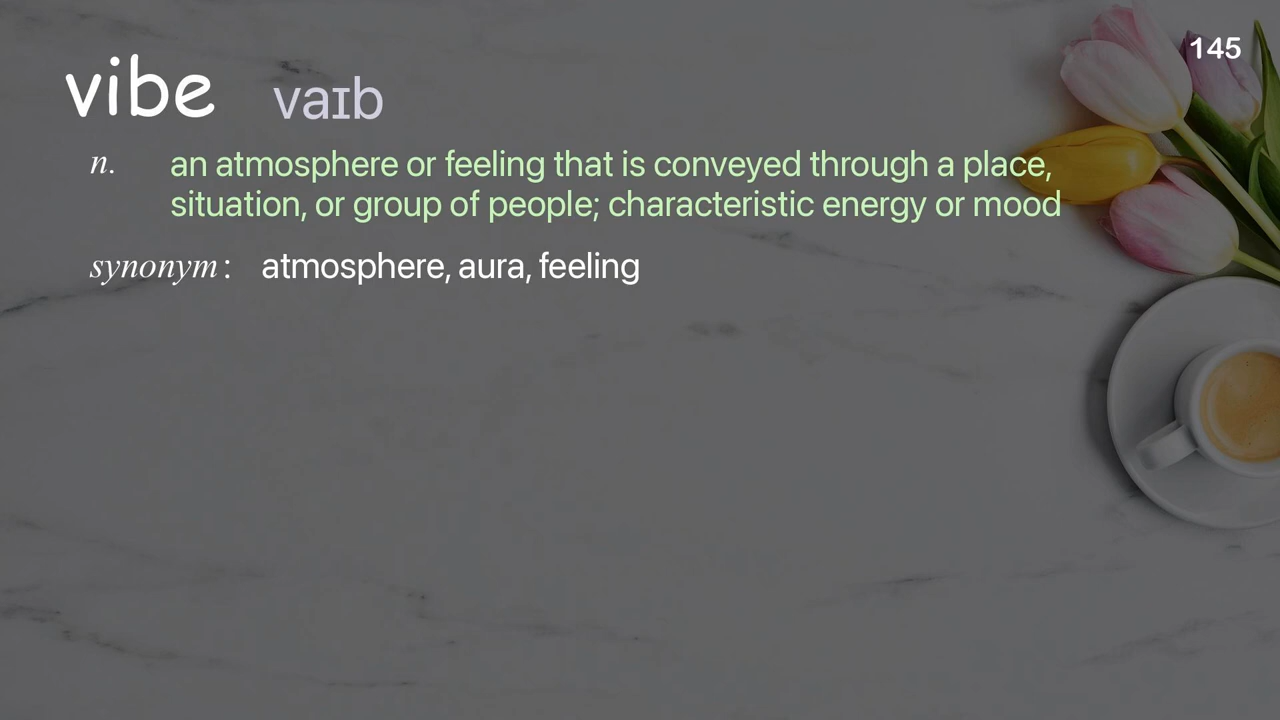 145
vibe vaɪb
n. an atmosphere or feeling that is conveyed through a place,
situation, or group of people; characteristic energy or mood
synonym: atmosphere, aura, feeling